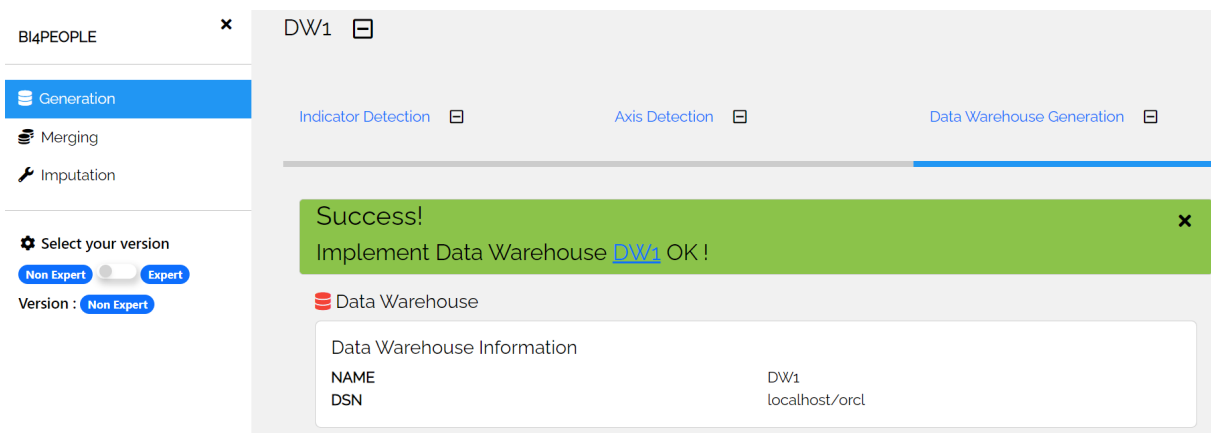 BI4PEOPLE
Generation
Merging
Imputation
Select your version
Non Expert Expert
Version : Non Expert
DW1
Indicator Detection Axis Detection Data Warehouse Generation
Success!
Implement Data Warehouse DW1 OK !
Data Warehouse
Data Warehouse Information
NAME DW1
DSN localhost/orcl